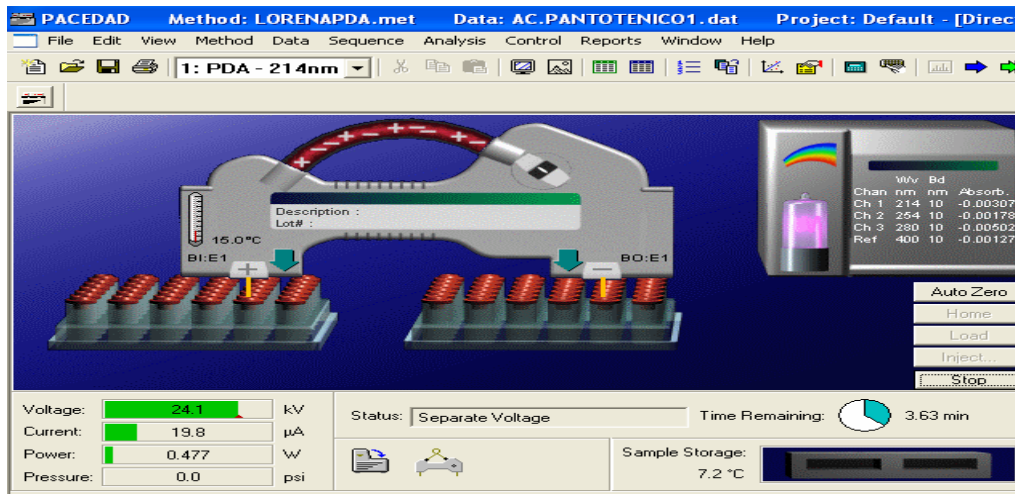 PACEDAD Method: LORENAPDA.met Data: AC.PANTOTENICO1.dat Project: Default - [Direc
File Edit View Method Data Sequence Analysis Control Reports Window Help
1: PDA - 214nm
Wv Bd
Chan nm nm Absorb.
Ch 1 214 10 -0.00307
Ch 2 254 10 -0.00178
Ch 3 280 10 -0.00502
Ref 400 10 -0.00127
Description :
Lot# :
15.0°C
BI:E1
BO:E1
Auto Zero
Home
Load
Inject...
Stop
Voltage: 24.1 kV
Status: Separate Voltage
Time Remaining: 3.63 min
Current: 19.8 µA
Power: 0.477 W
Sample Storage:
7.2 °C
Pressure: 0.0 psi